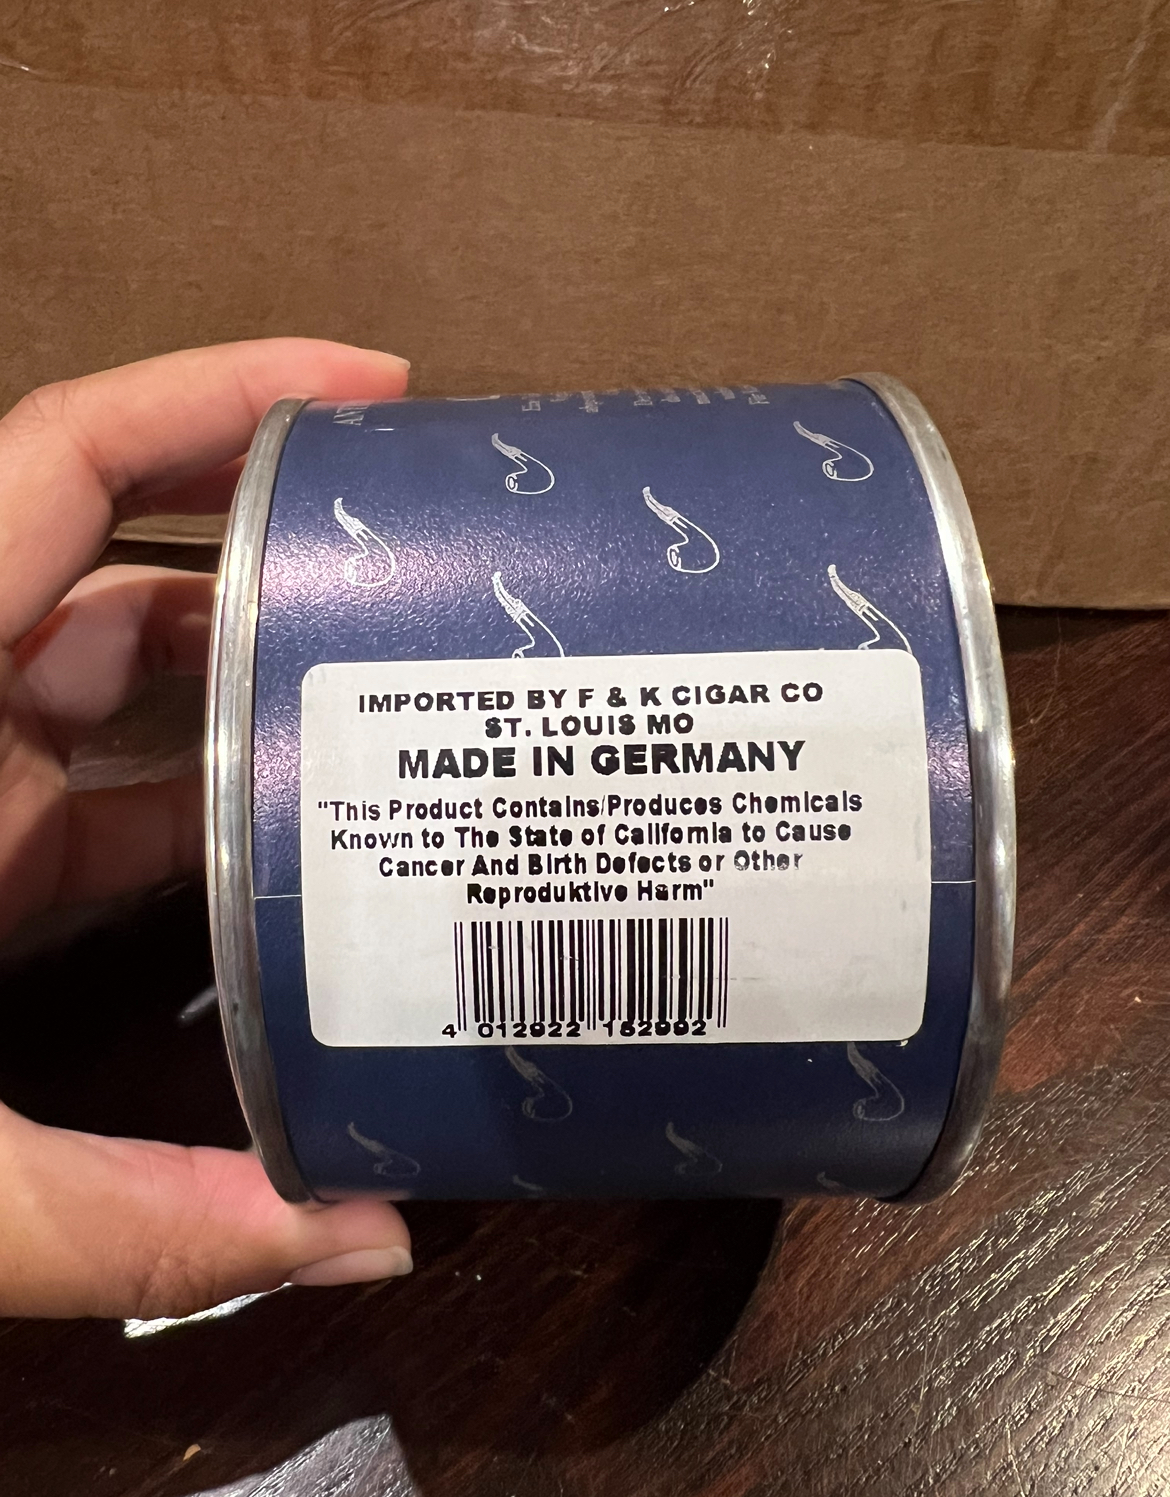 IMPORTED BY F & K CIGAR CO
ST. LOUIS MO
MADE IN GERMANY
"This Product Contains/Produces Chemicals
Known to The State of California to Cause
Cancer And Birth Defects or Other
Reproduktive Harm"
4 012922 152992